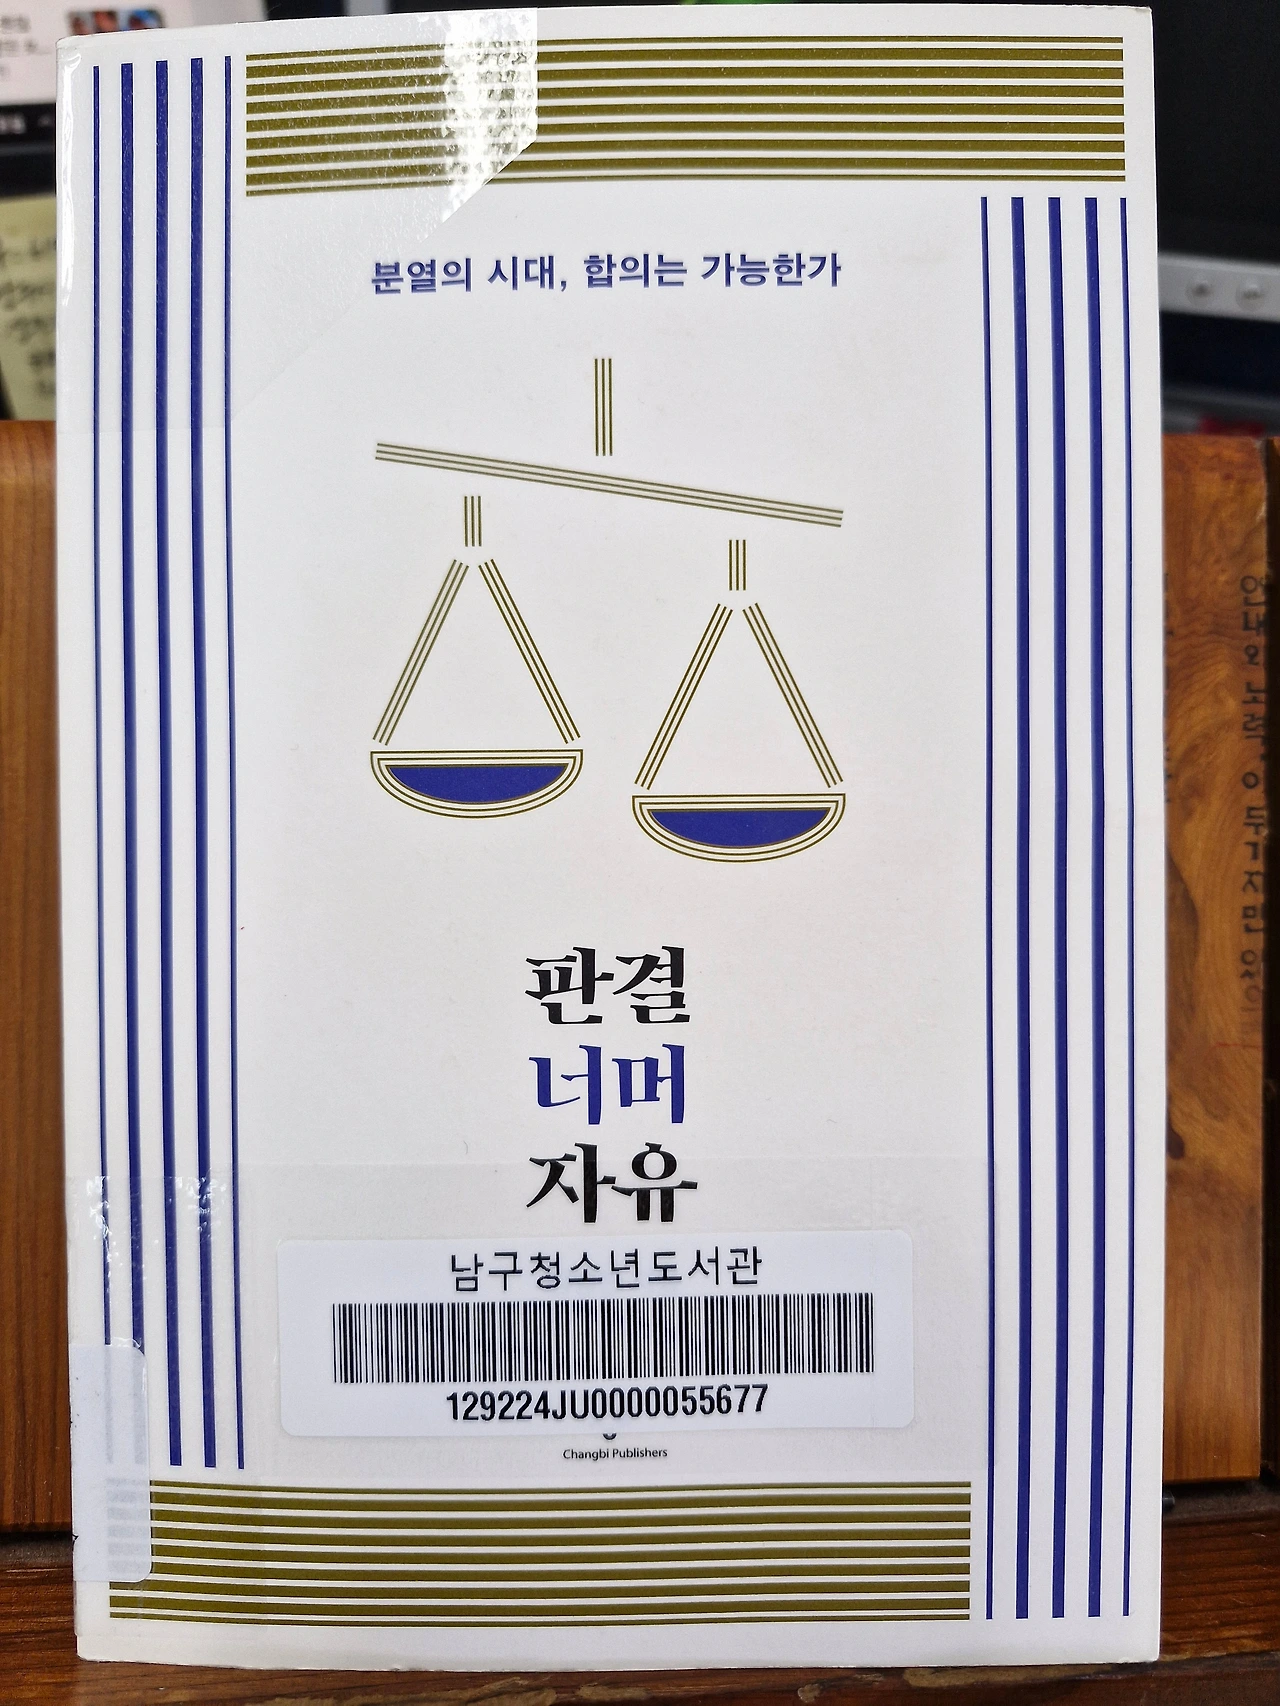 분열의 시대, 합의는 가능한가
판결
너머
자유
남구청소년도서관
129224JU0000055677
Changbi Publishers